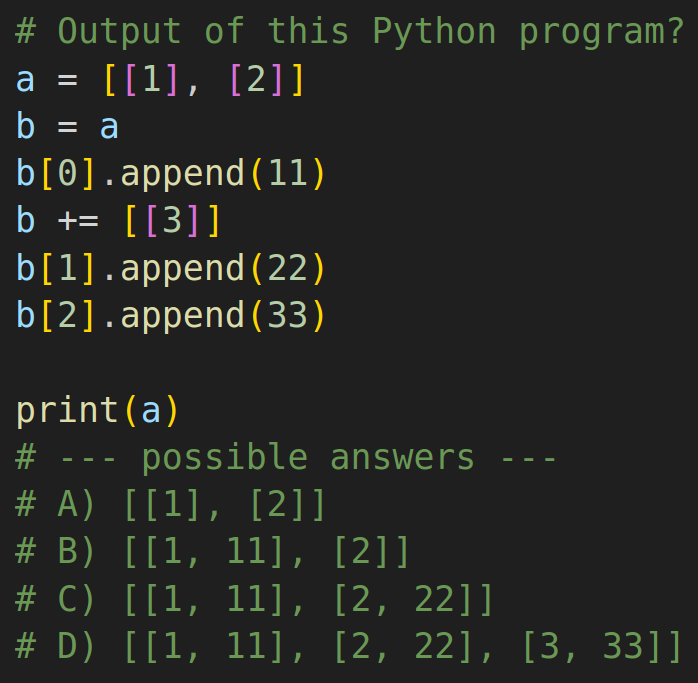 # Output of this Python program?
a = [[1], [2]]
b = a
b[0].append(11)
b += [[3]]
b[1].append(22)
b[2].append(33)
print(a)
# --- possible answers ---
# A) [[1], [2]]
# B) [[1, 11], [2]]
# C) [[1, 11], [2, 22]]
# D) [[1, 11], [2, 22], [3, 33]]